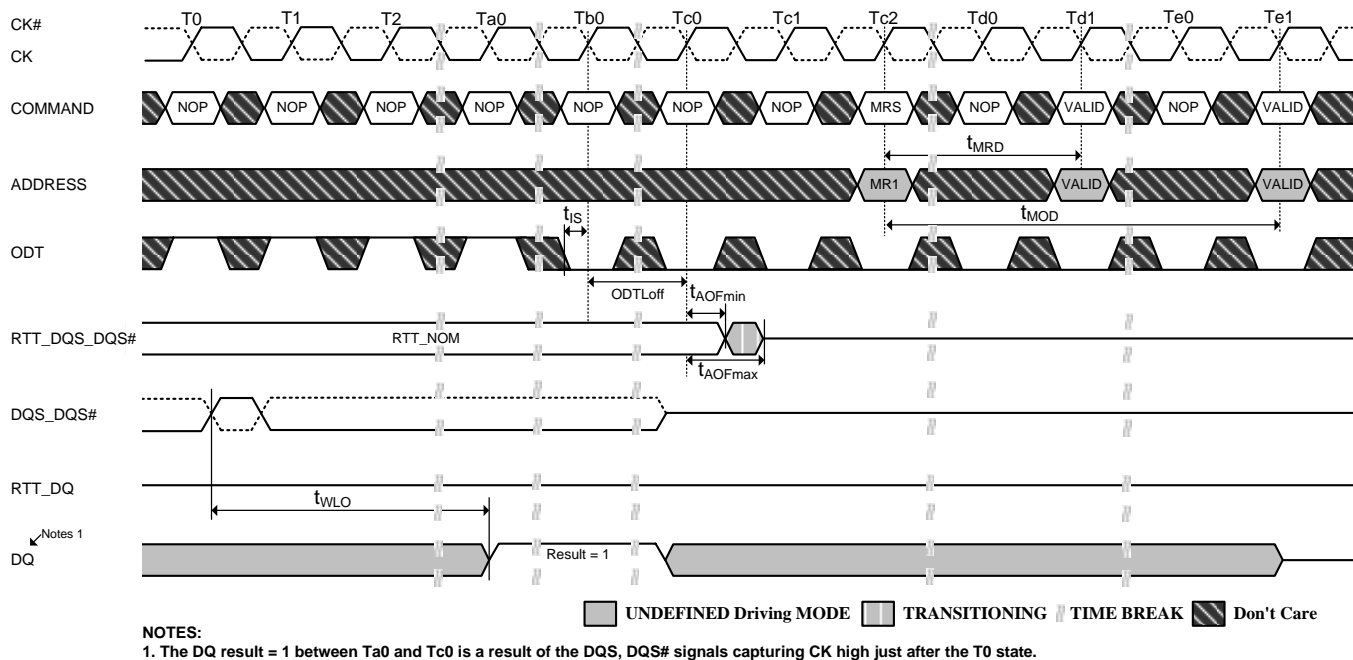 CK#
CK
T0 T1 T2 Ta0 Tb0 Tc0 Tc1 Tc2 Td0 Td1 Te0 Te1
COMMAND
NOP NOP NOP NOP NOP NOP NOP MRS NOP VALID NOP VALID
tMRD
ADDRESS
MR1 VALID VALID
tIS
tMOD
ODT
ODTLoff
tAOFmin
RTT_DQS_DQS#
RTT_NOM
tAOFmax
DQS_DQS#
RTT_DQ
tWLO
Notes 1
DQ
Result = 1
UNDEFINED Driving MODE TRANSITIONING TIME BREAK Don't Care
NOTES:
1. The DQ result = 1 between Ta0 and Tc0 is a result of the DQS, DQS# signals capturing CK high just after the T0 state.